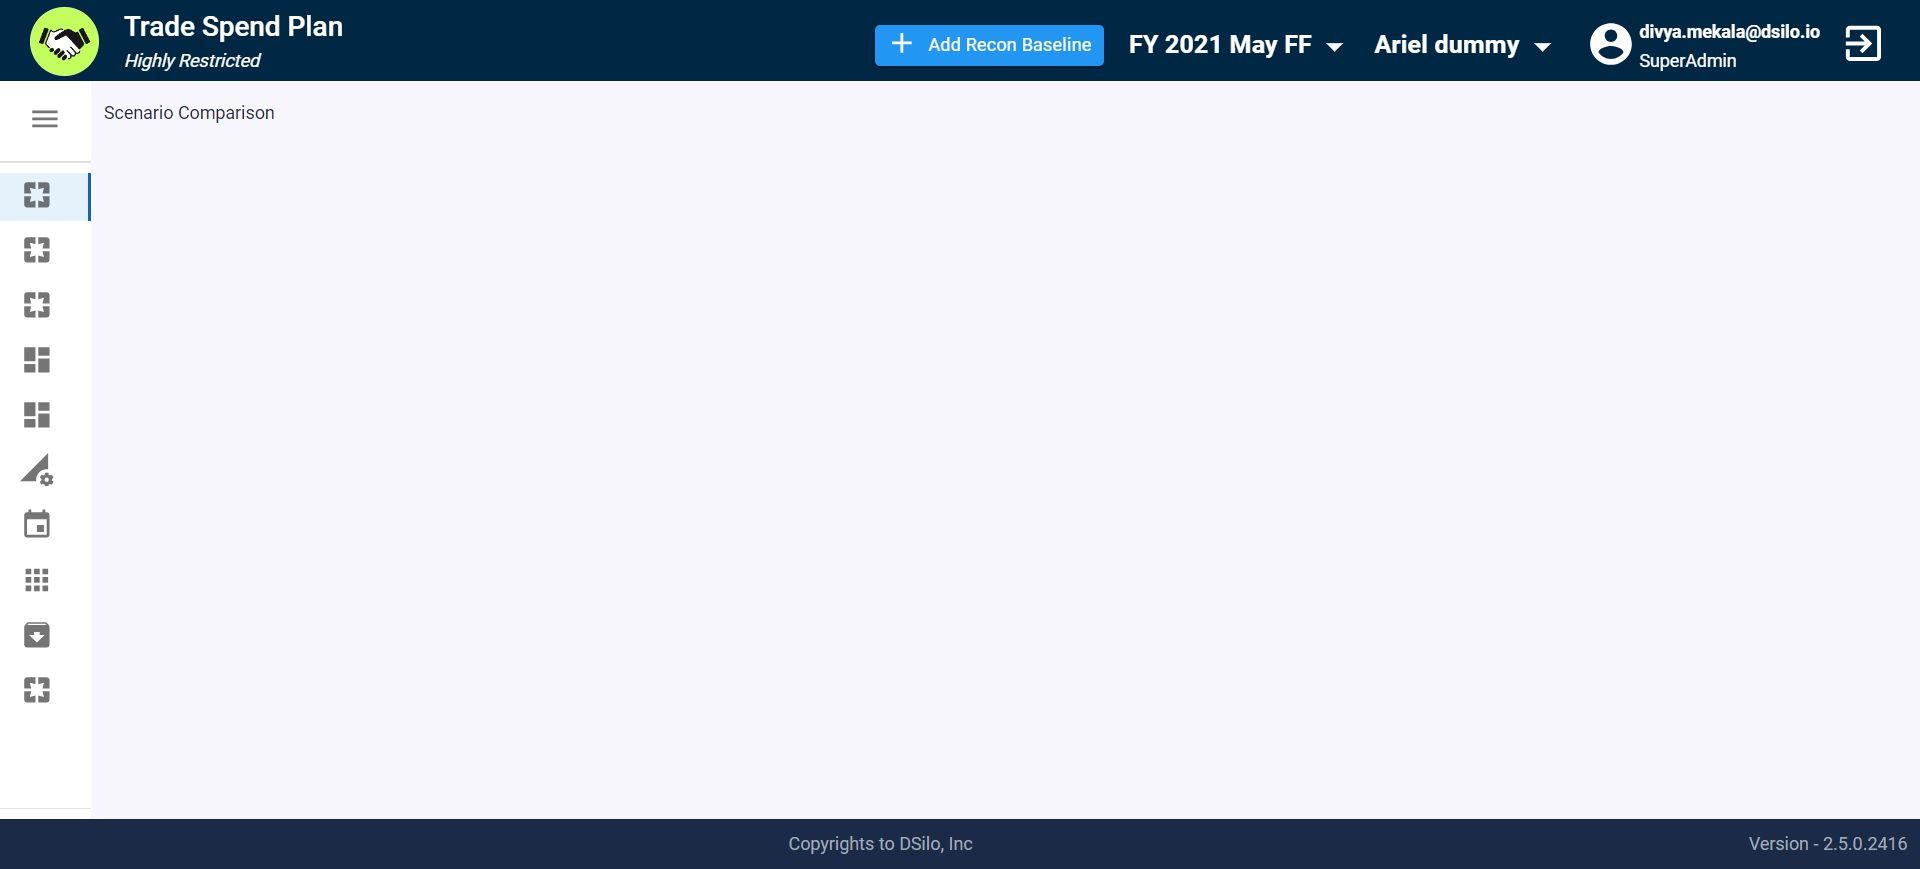 Trade Spend Plan
Highly Restricted
Add Recon Baseline
FY 2021 May FF
Ariel dummy
divya.mekala@dsilo.io
SuperAdmin
Scenario Comparison
Copyrights to DSilo, Inc
Version - 2.5.0.2416